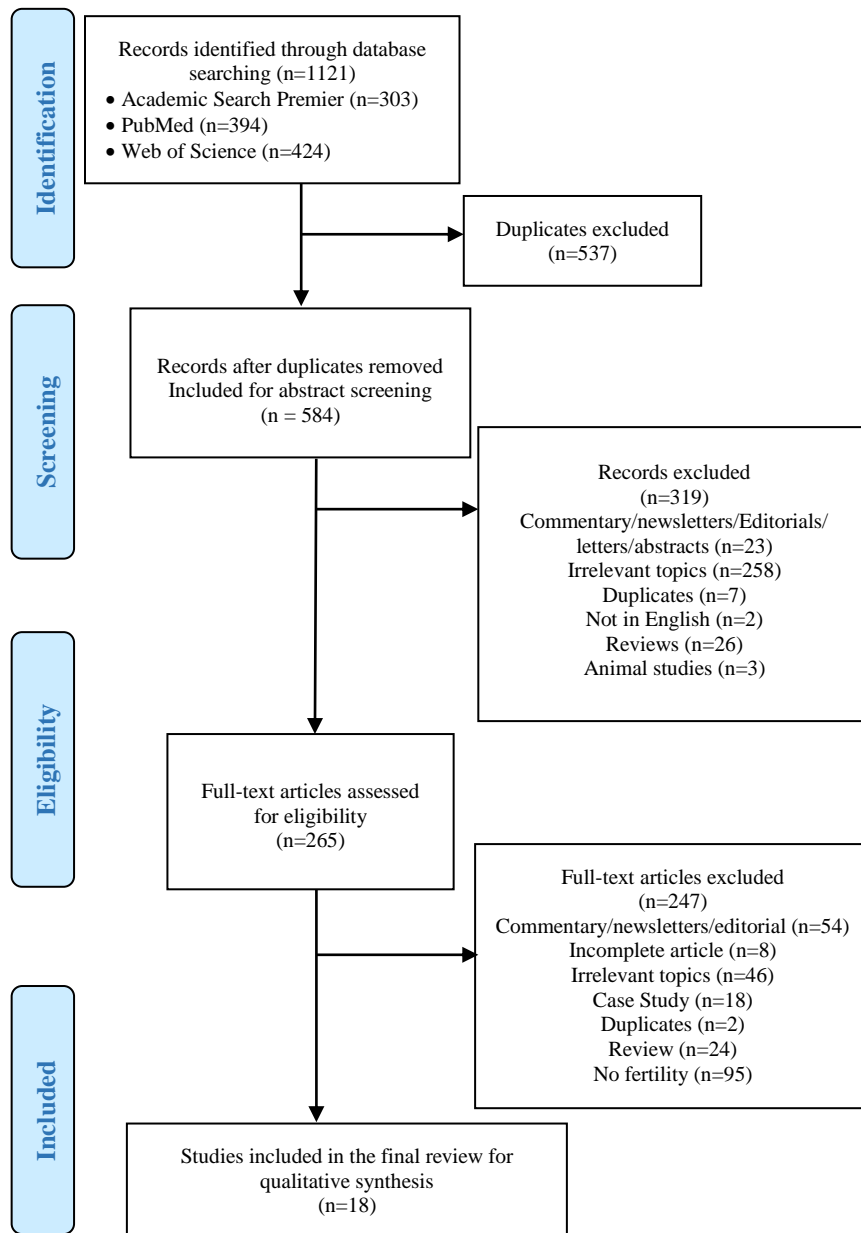 Identification
Records identified through database
searching (n=1121)
• Academic Search Premier (n=303)
• PubMed (n=394)
• Web of Science (n=424)
Duplicates excluded
(n=537)
Screening
Records after duplicates removed
Included for abstract screening
(n = 584)
Records excluded
(n=319)
Commentary/newsletters/Editorials/
letters/abstracts (n=23)
Irrelevant topics (n=258)
Duplicates (n=7)
Not in English (n=2)
Reviews (n=26)
Animal studies (n=3)
Eligibility
Full-text articles assessed
for eligibility
(n=265)
Full-text articles excluded
(n=247)
Commentary/newsletters/editorial (n=54)
Incomplete article (n=8)
Irrelevant topics (n=46)
Case Study (n=18)
Duplicates (n=2)
Review (n=24)
No fertility (n=95)
Included
Studies included in the final review for
qualitative synthesis
(n=18)